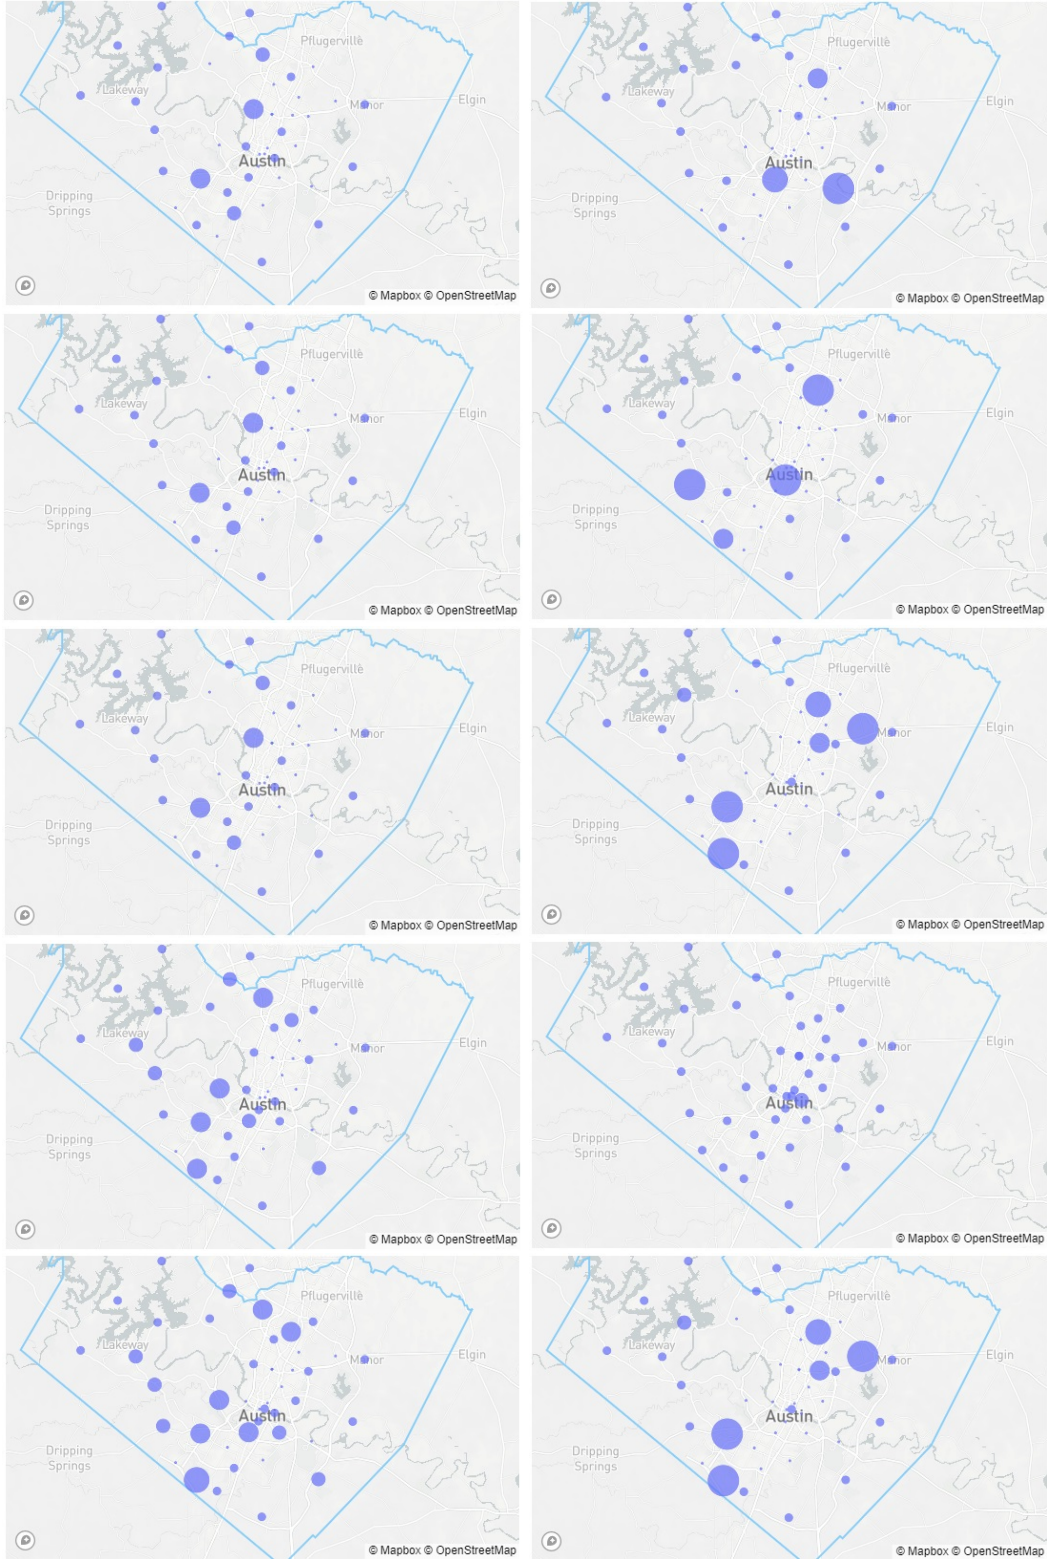 Pflugerville
Lakeway
Manor
Elgin
Austin
Dripping
Springs
© Mapbox © OpenStreetMap
Pflugerville
Lakeway
Manor
Elgin
Austin
Dripping
Springs
© Mapbox © OpenStreetMap
Pflugerville
Lakeway
Manor
Elgin
Austin
Dripping
Springs
© Mapbox © OpenStreetMap
Pflugerville
Lakeway
Manor
Elgin
Austin
Dripping
Springs
© Mapbox © OpenStreetMap
Pflugerville
Lakeway
Manor
Elgin
Austin
Dripping
Springs
© Mapbox © OpenStreetMap
Pflugerville
Lakeway
Manor
Elgin
Austin
Dripping
Springs
© Mapbox © OpenStreetMap
Pflugerville
Lakeway
Manor
Elgin
Austin
Dripping
Springs
© Mapbox © OpenStreetMap
Pflugerville
Lakeway
Manor
Elgin
Austin
Dripping
Springs
© Mapbox © OpenStreetMap
Pflugerville
Lakeway
Manor
Elgin
Austin
Dripping
Springs
© Mapbox © OpenStreetMap
Pflugerville
Lakeway
Manor
Elgin
Austin
Dripping
Springs
© Mapbox © OpenStreetMap